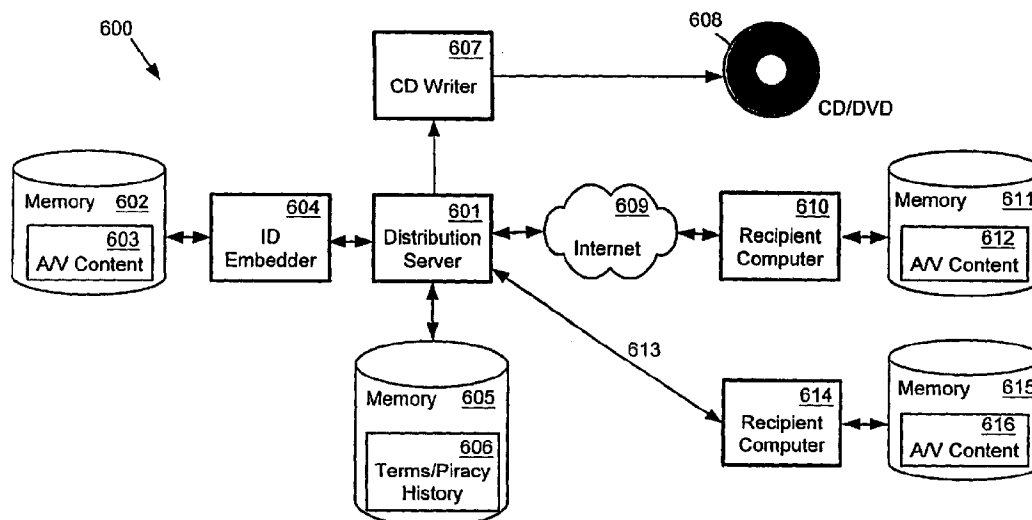 600
607
CD Writer
608
CD/DVD
Memory 602
603
A/V Content
604
ID
Embedder
601
Distribution
Server
609
Internet
610
Recipient
Computer
Memory 611
612
A/V Content
613
Memory 605
606
Terms/Piracy
History
614
Recipient
Computer
Memory 615
616
A/V Content